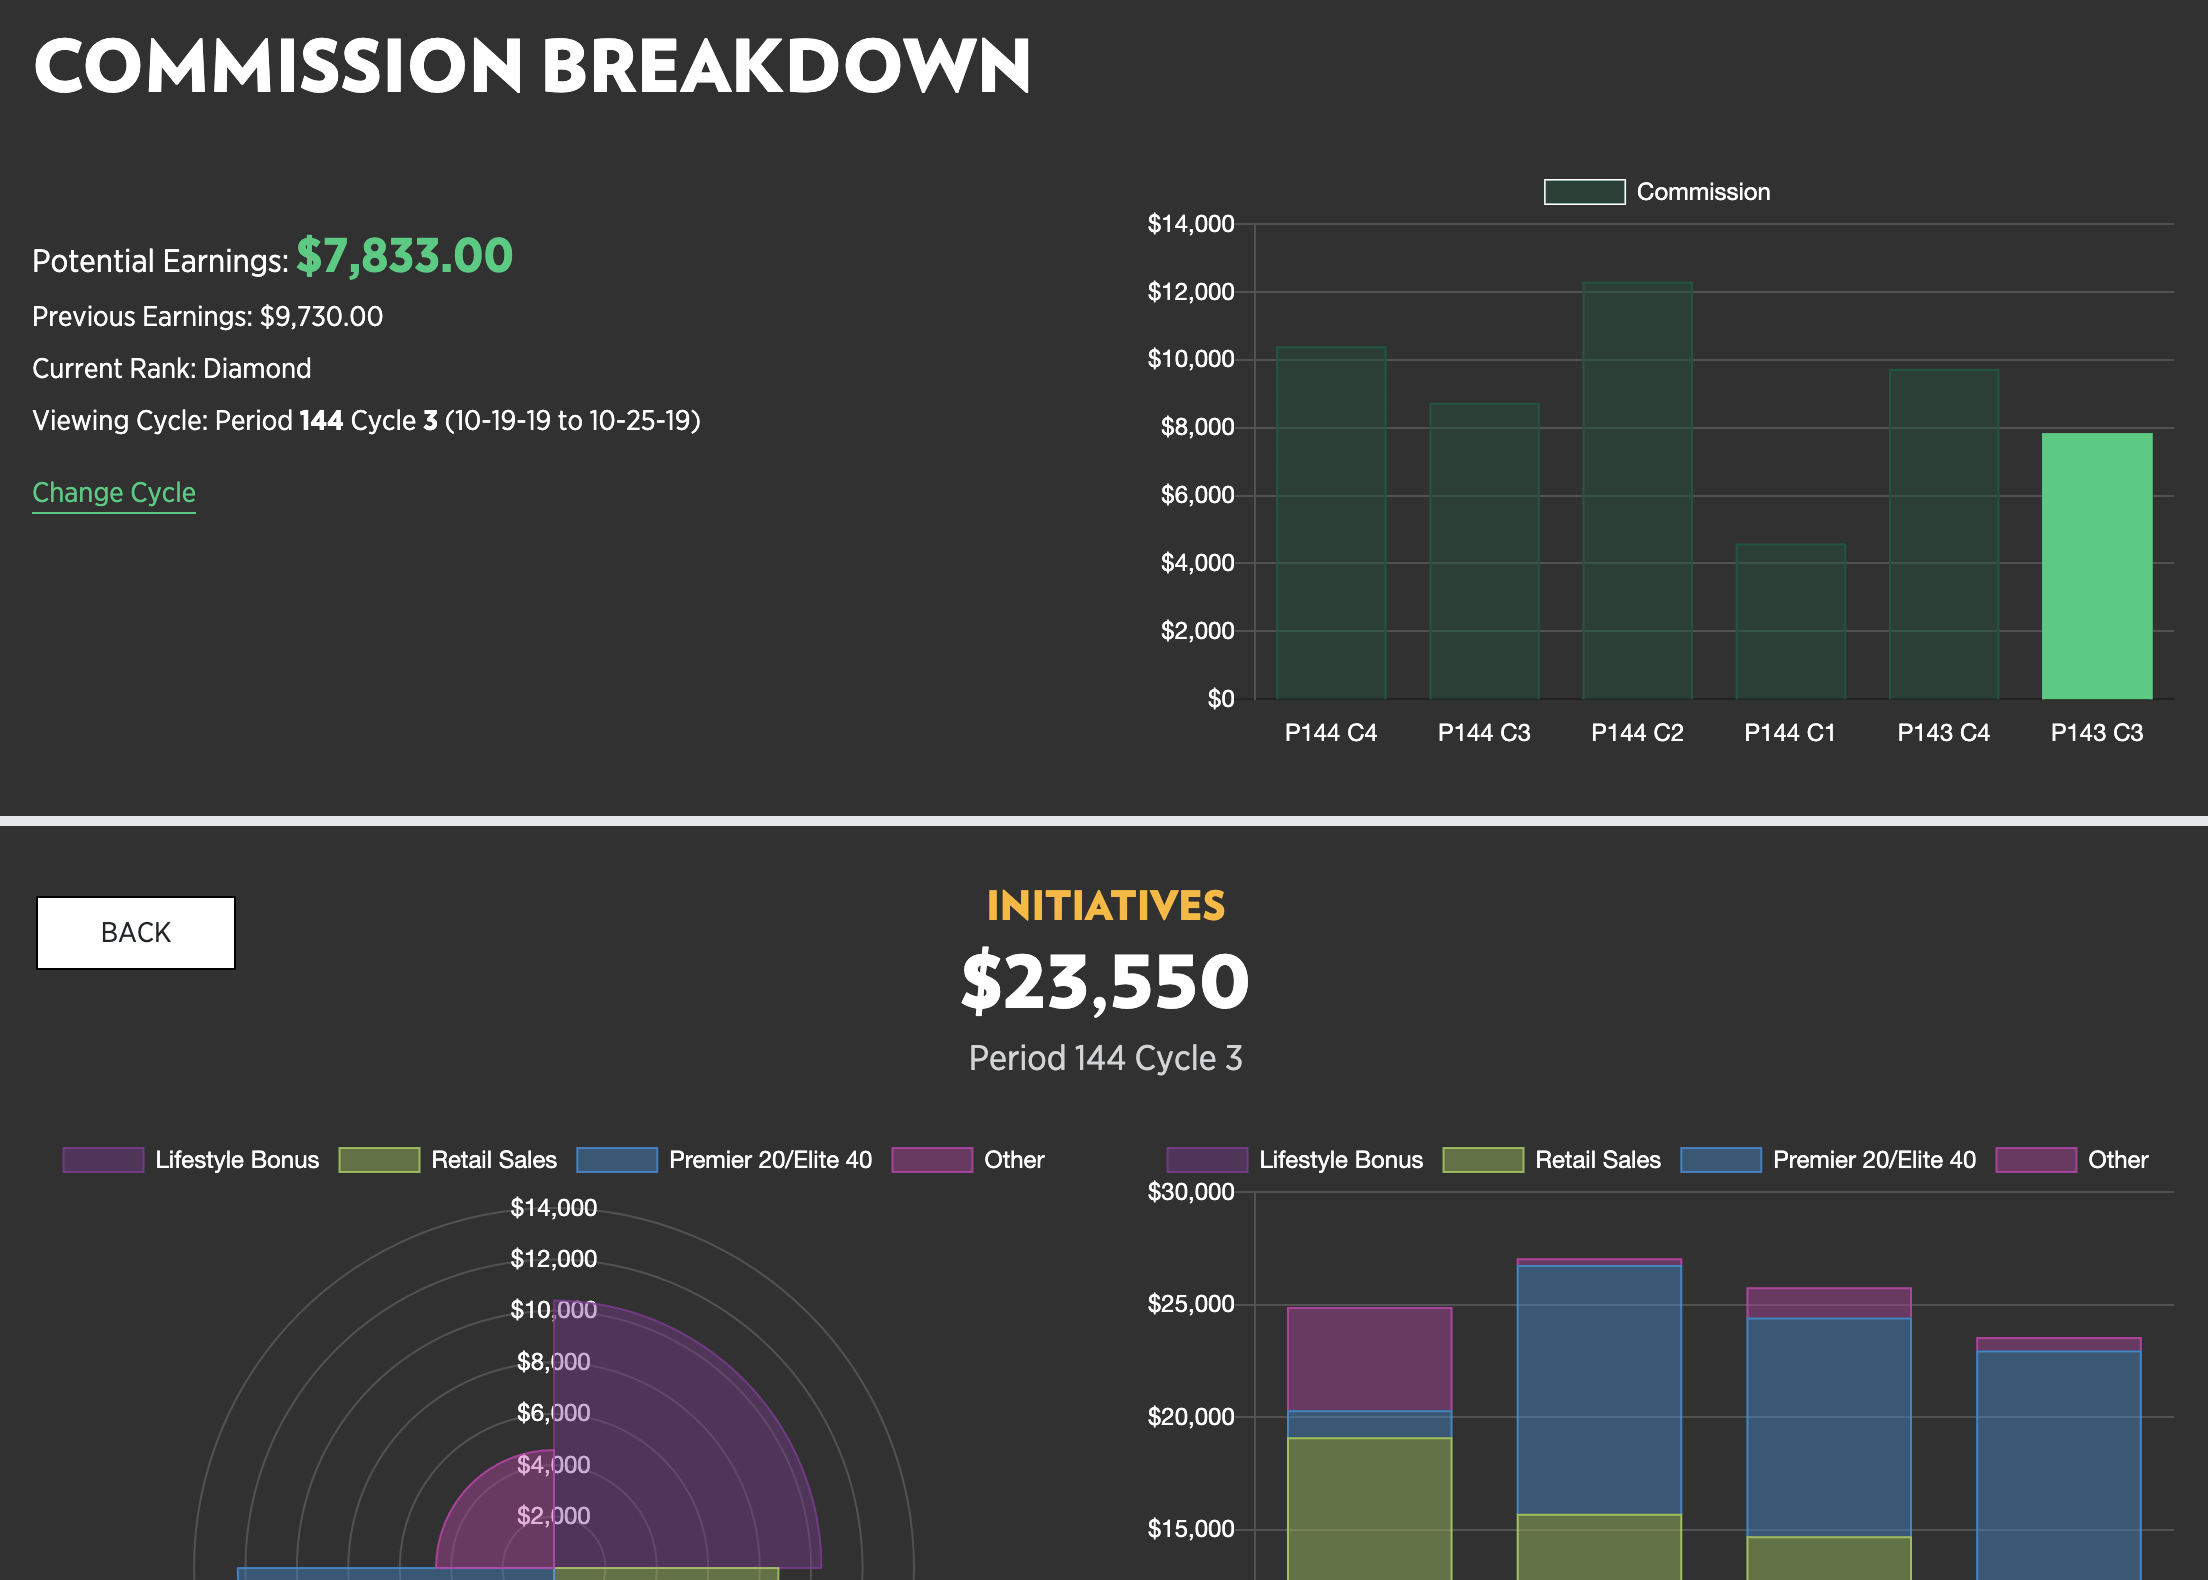 COMMISSION BREAKDOWN
Potential Earnings: $7,833.00
Previous Earnings: $9,730.00
Current Rank: Diamond
Viewing Cycle: Period 144 Cycle 3 (10-19-19 to 10-25-19)
Change Cycle
Commission
$14,000
$12,000
$10,000
$8,000
$6,000
$4,000
$2,000
$0
P144 C4 P144 C3 P144 C2 P144 C1 P143 C4 P143 C3
BACK
INITIATIVES
$23,550
Period 144 Cycle 3
Lifestyle Bonus Retail Sales Premier 20/Elite 40 Other
$14,000
$12,000
$10,000
$8,000
$6,000
$4,000
$2,000
Lifestyle Bonus Retail Sales Premier 20/Elite 40 Other
$30,000
$25,000
$20,000
$15,000